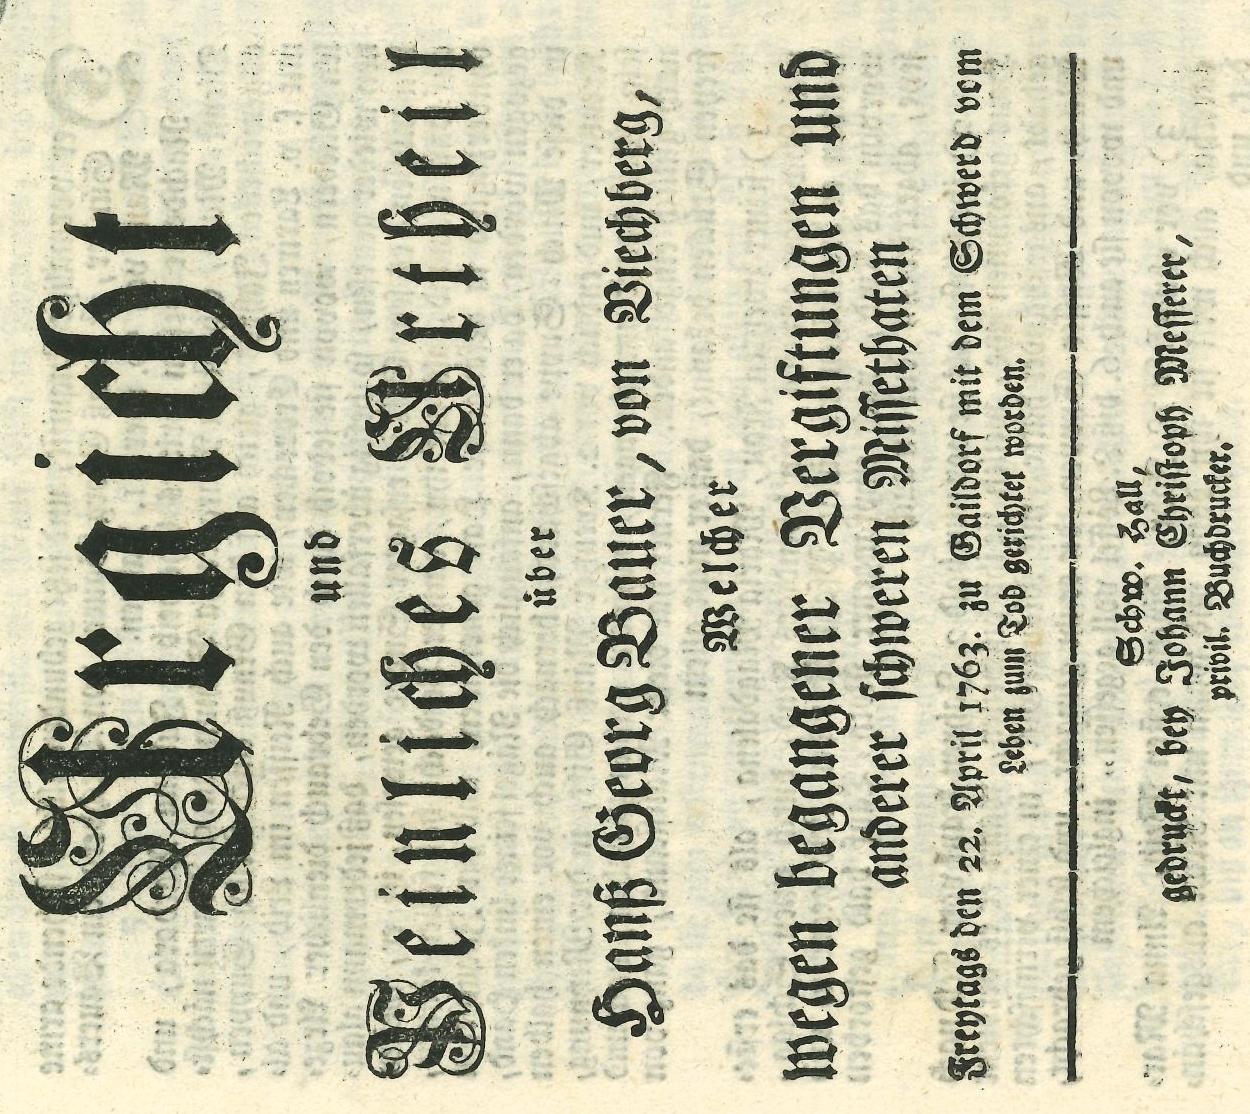 Urgicht
und
Peinliches Urtheil
über
Hanß Georg Bauer, von Viechberg,
Welcher
wegen begangener Vergiftungen und
anderer schweren Missethaten
Freytags den 22. April 1763. zu Gaildorf mit dem Schwerd vom
Leben zum Tod gerichtet worden.
Schw. Hall,
gedruckt, bey Johann Christoph Messerer,
privil. Buchdrucker.